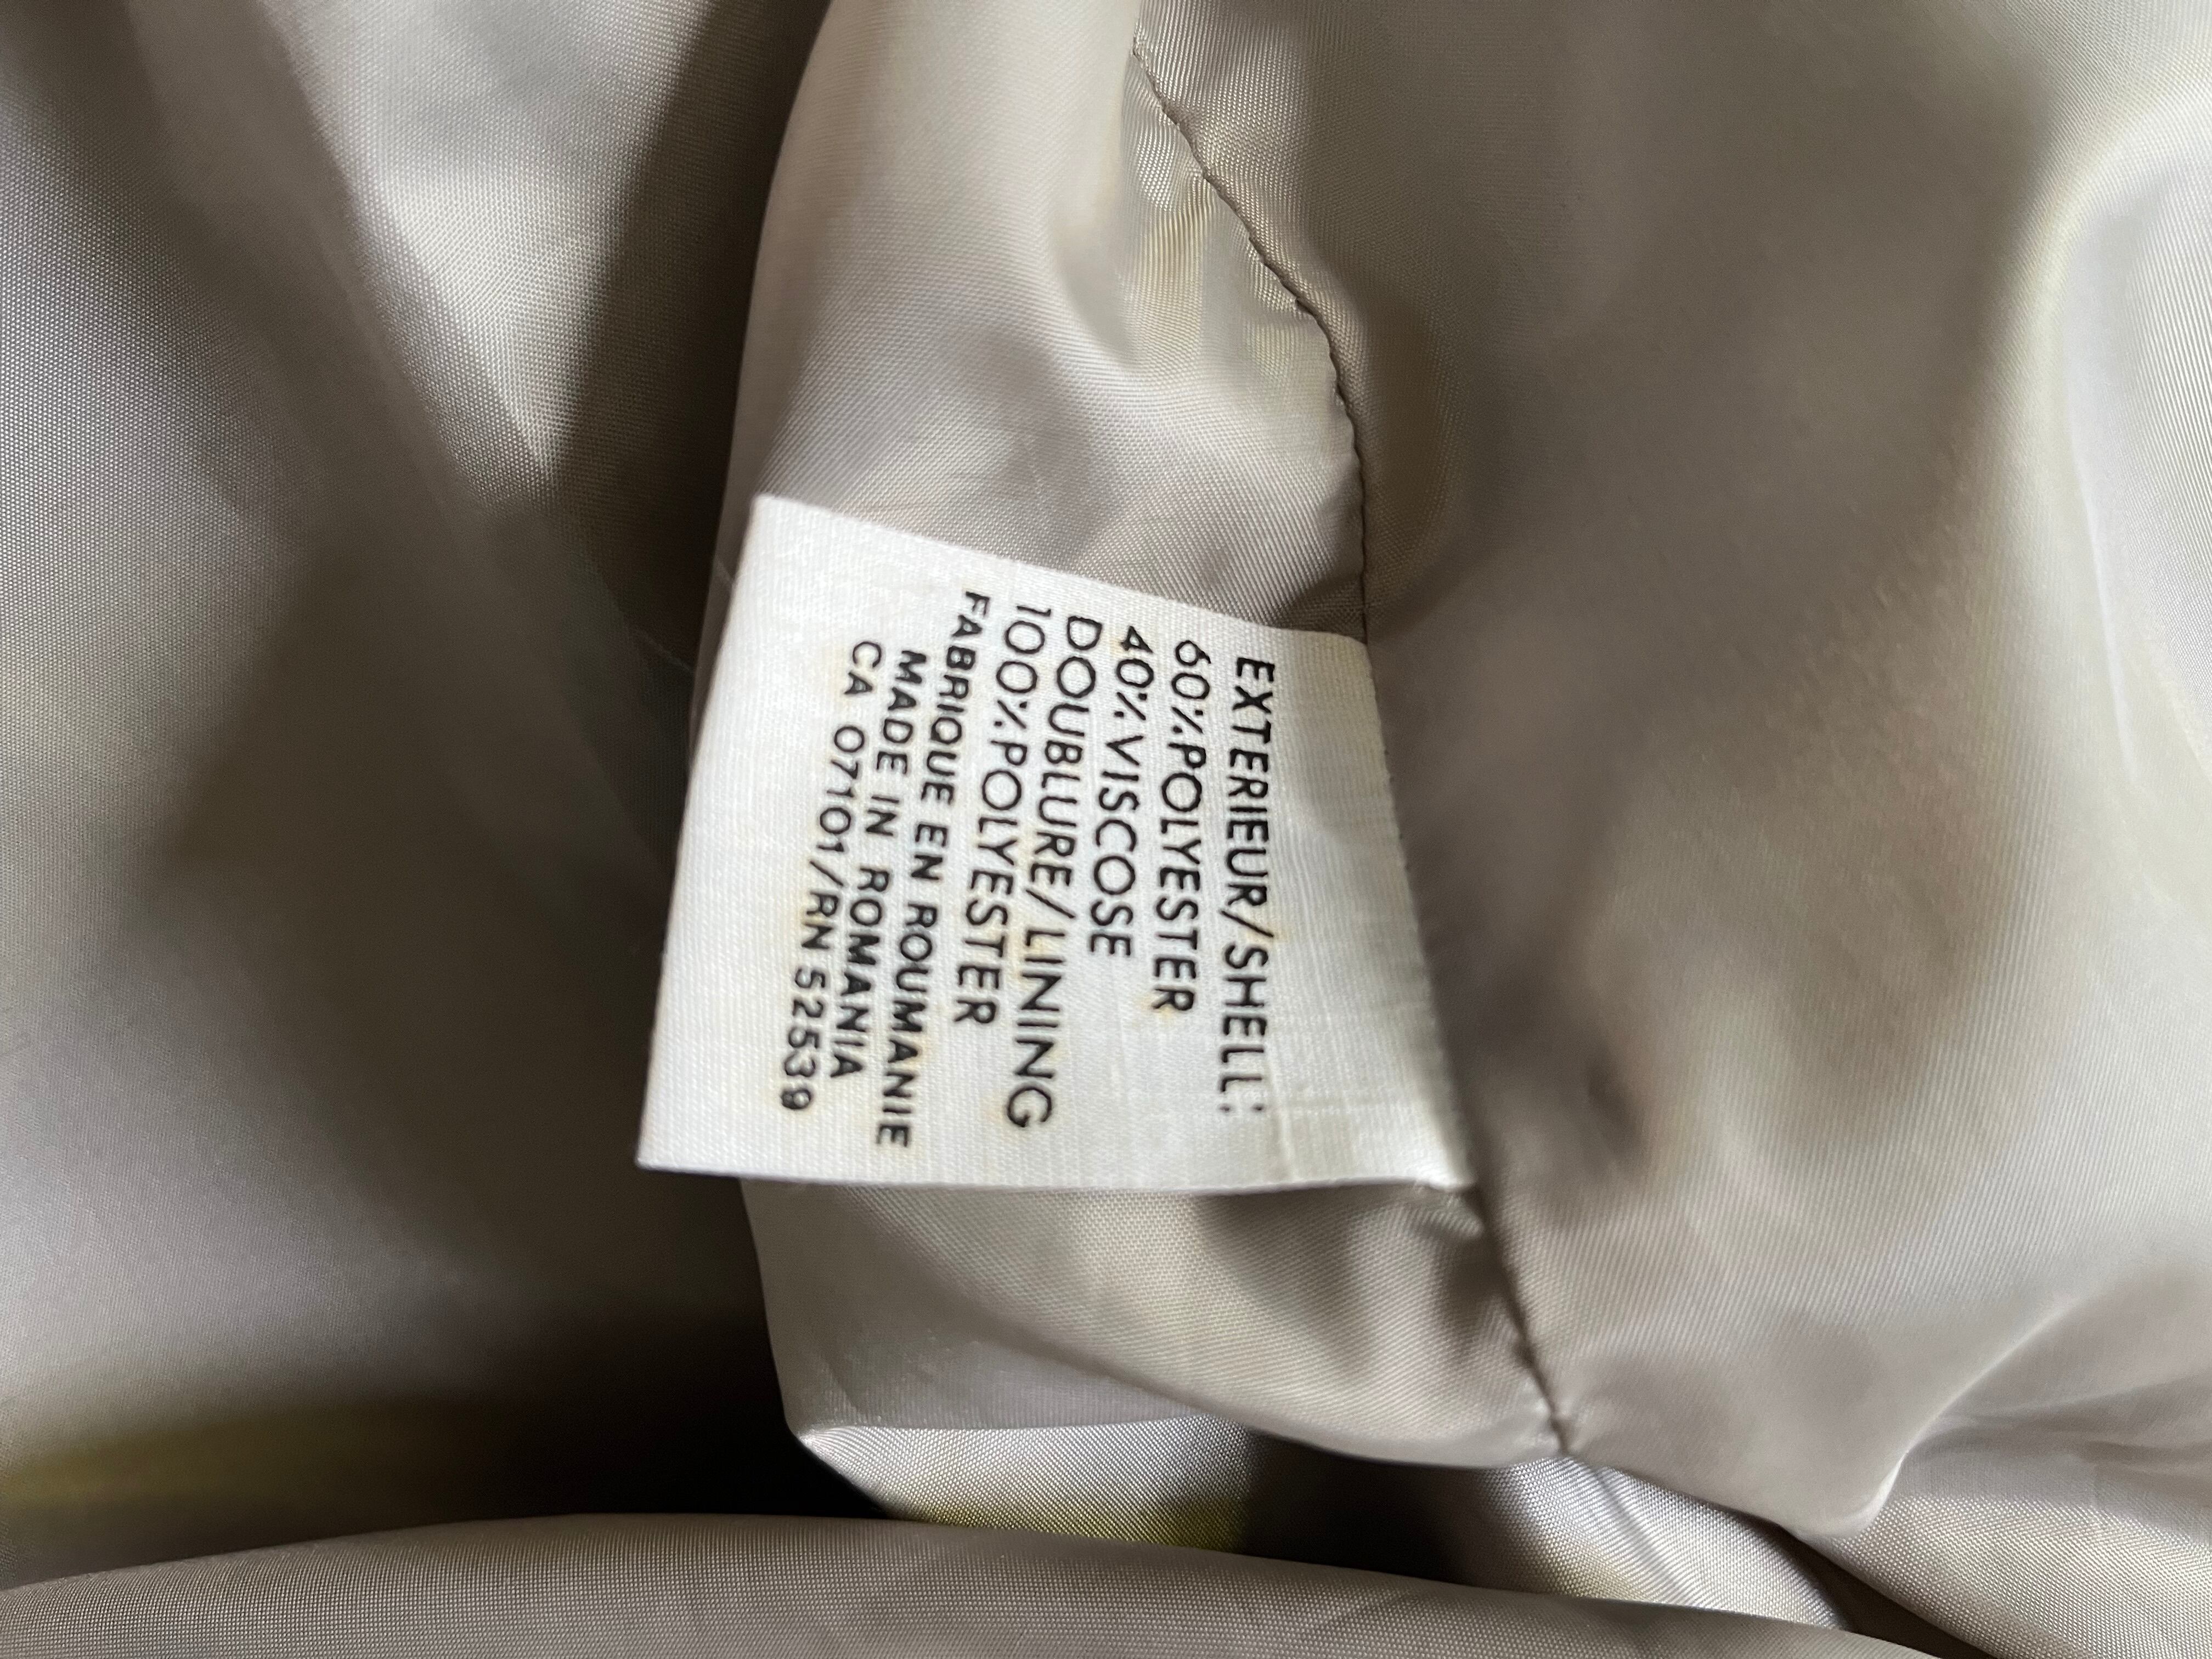 EXTERIEUR/SHELL:
60%POLYESTER
40%VISCOSE
DOUBLURE/LINING
100%POLYESTER
FABRIQUE EN ROUMANIE
MADE IN ROMANIA
CA 07101/RN 52539